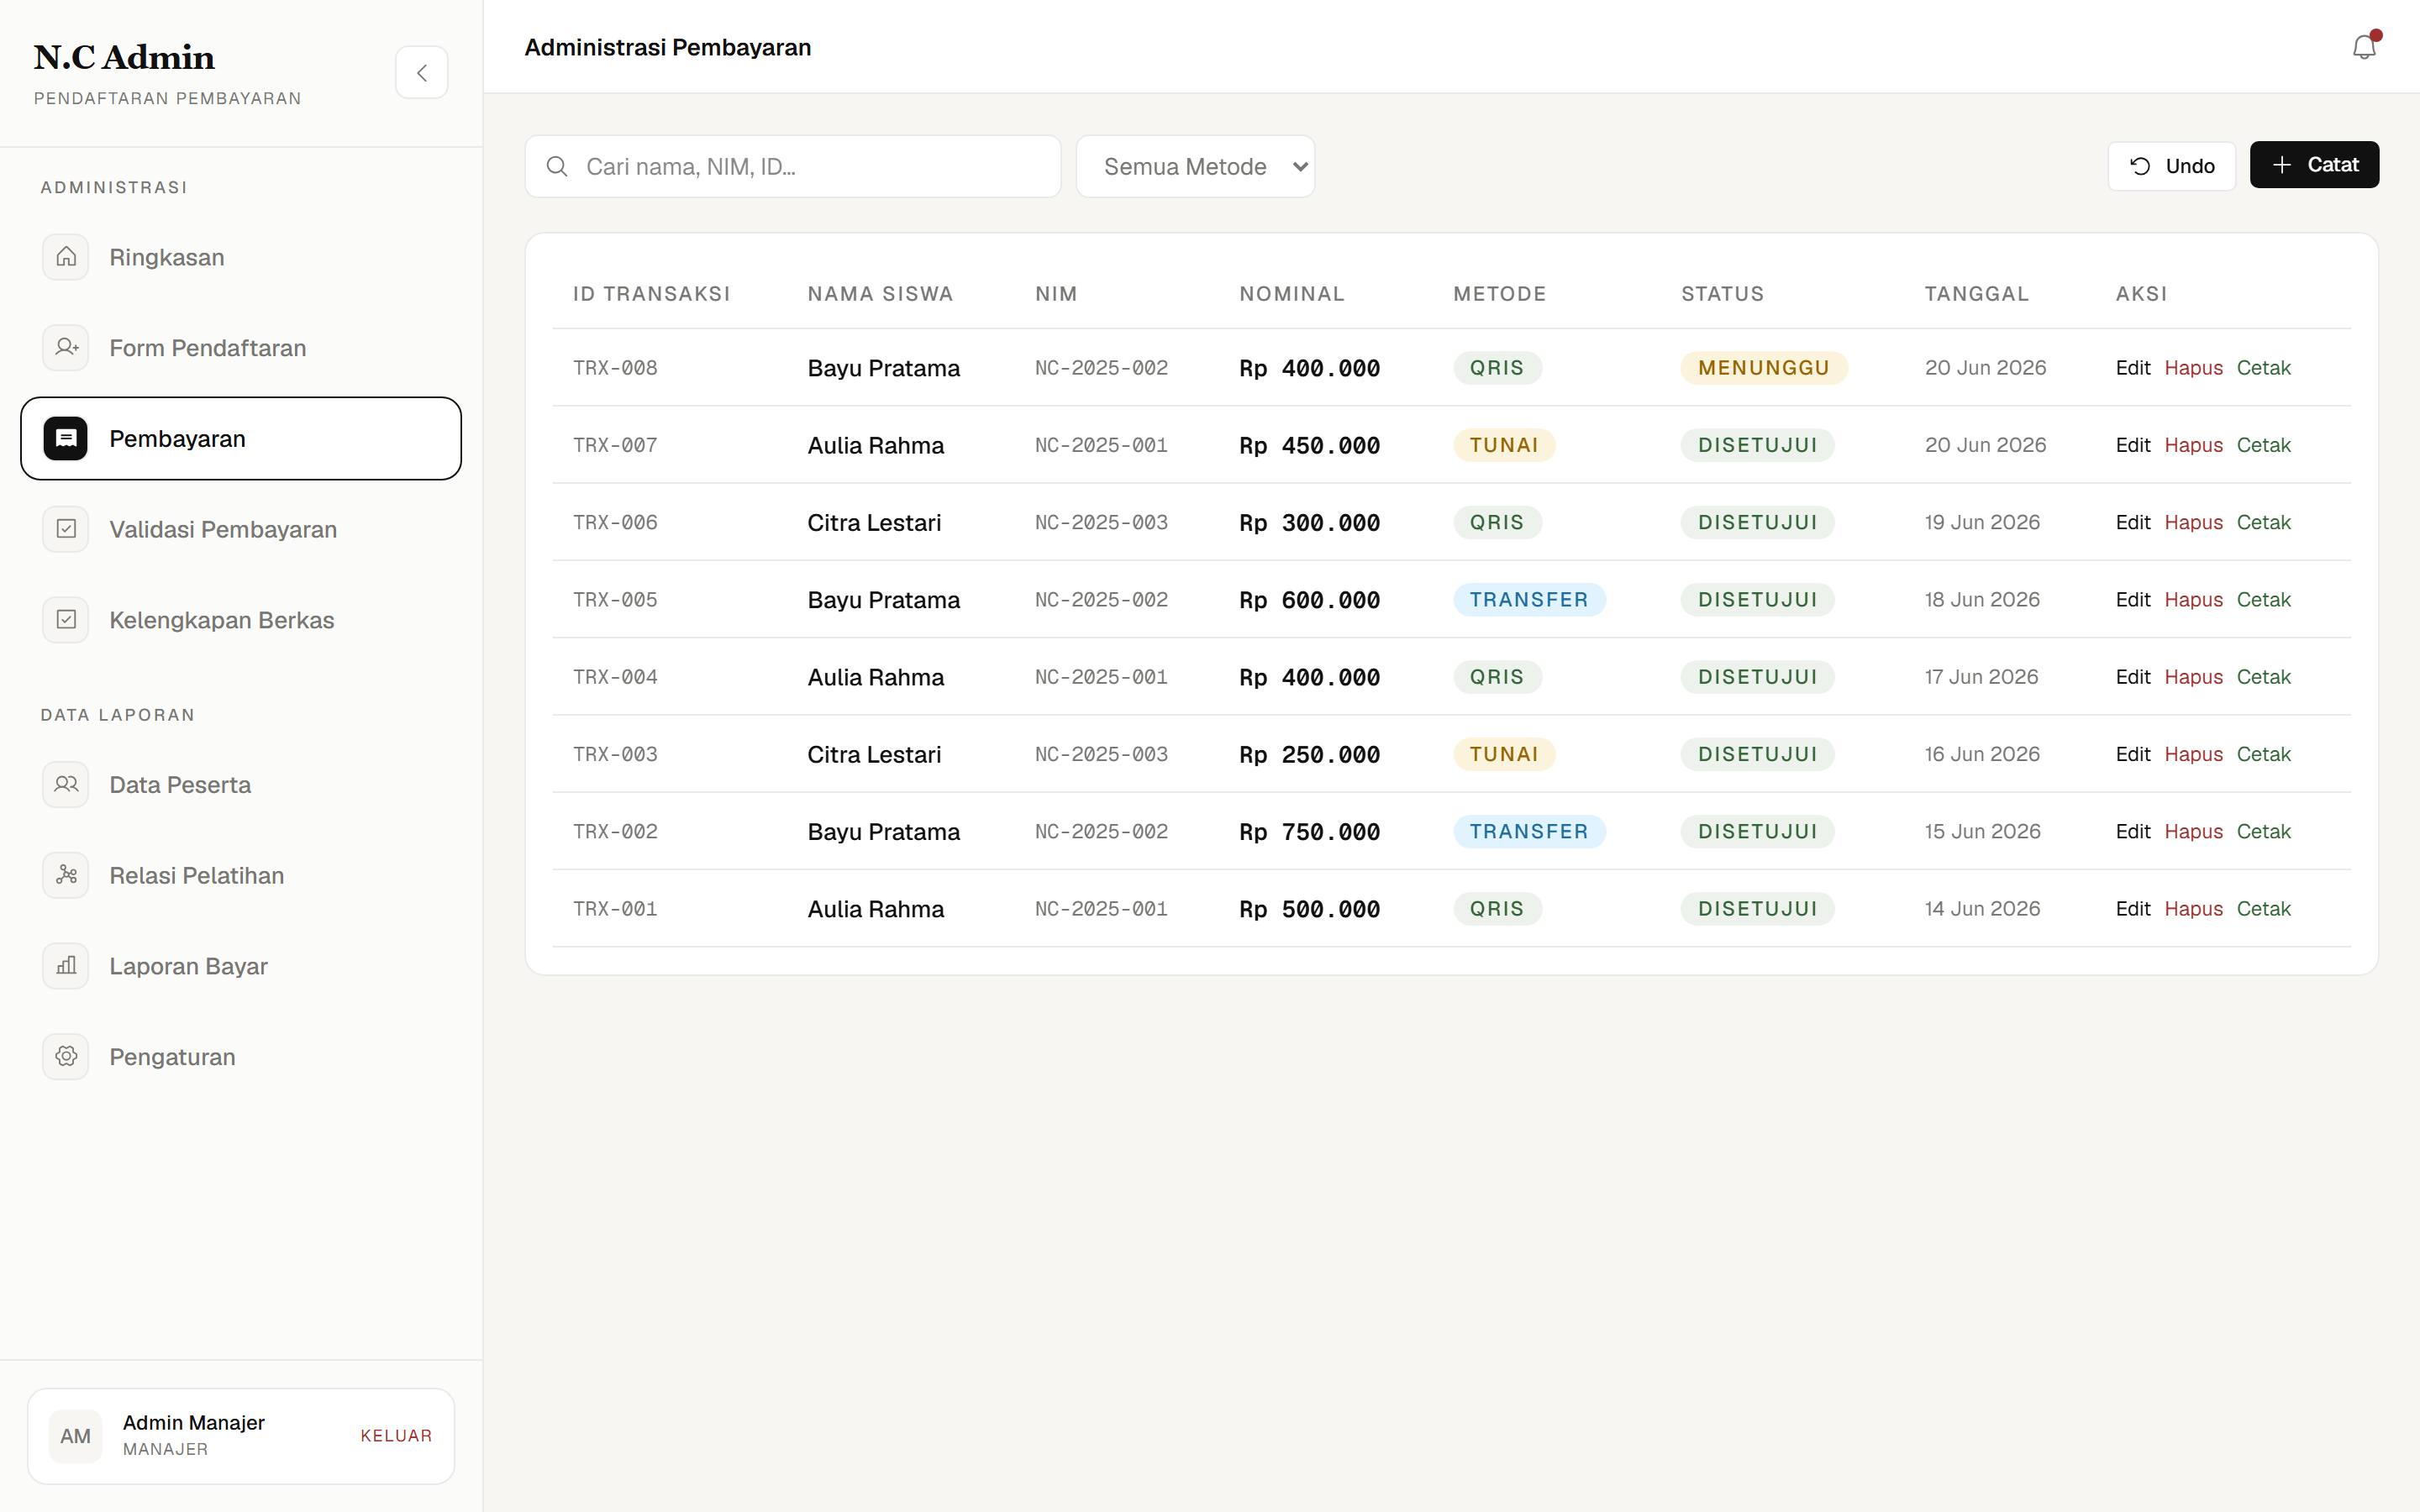 N.C Admin
PENDAFTARAN PEMBAYARAN
ADMINISTRASI
Ringkasan
Form Pendaftaran
Pembayaran
Validasi Pembayaran
Kelengkapan Berkas
DATA LAPORAN
Data Peserta
Relasi Pelatihan
Laporan Bayar
Pengaturan
AM
Admin Manajer
MANAJER
KELUAR
Administrasi Pembayaran
Cari nama, NIM, ID...
Semua Metode
Undo
Catat
ID TRANSAKSI NAMA SISWA NIM NOMINAL METODE STATUS TANGGAL AKSI
TRX-008 Bayu Pratama NC-2025-002 Rp 400.000 QRIS MENUNGGU 20 Jun 2026 Edit Hapus Cetak
TRX-007 Aulia Rahma NC-2025-001 Rp 450.000 TUNAI DISETUJUI 20 Jun 2026 Edit Hapus Cetak
TRX-006 Citra Lestari NC-2025-003 Rp 300.000 QRIS DISETUJUI 19 Jun 2026 Edit Hapus Cetak
TRX-005 Bayu Pratama NC-2025-002 Rp 600.000 TRANSFER DISETUJUI 18 Jun 2026 Edit Hapus Cetak
TRX-004 Aulia Rahma NC-2025-001 Rp 400.000 QRIS DISETUJUI 17 Jun 2026 Edit Hapus Cetak
TRX-003 Citra Lestari NC-2025-003 Rp 250.000 TUNAI DISETUJUI 16 Jun 2026 Edit Hapus Cetak
TRX-002 Bayu Pratama NC-2025-002 Rp 750.000 TRANSFER DISETUJUI 15 Jun 2026 Edit Hapus Cetak
TRX-001 Aulia Rahma NC-2025-001 Rp 500.000 QRIS DISETUJUI 14 Jun 2026 Edit Hapus Cetak